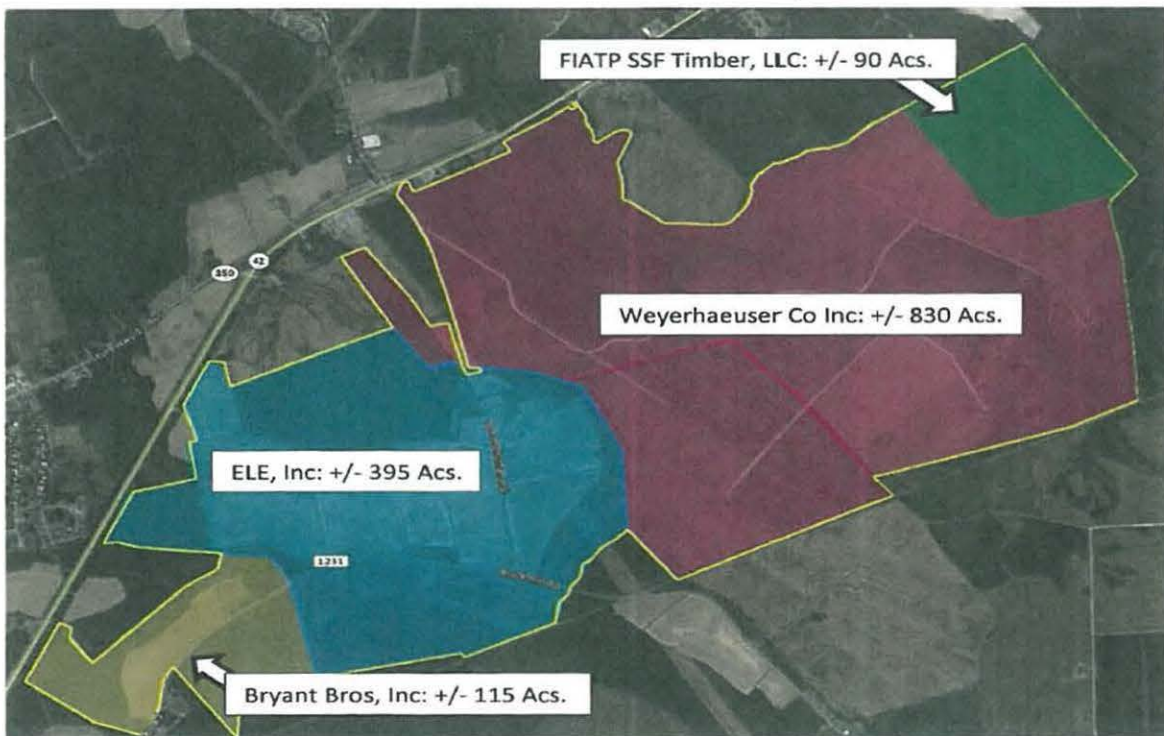 FIATP SSF Timber, LLC: +/- 90 Acs.
350
42
Weyerhaeuser Co Inc: +/- 830 Acs.
ELE, Inc: +/- 395 Acs.
1231
Bryant Bros, Inc: +/- 115 Acs.